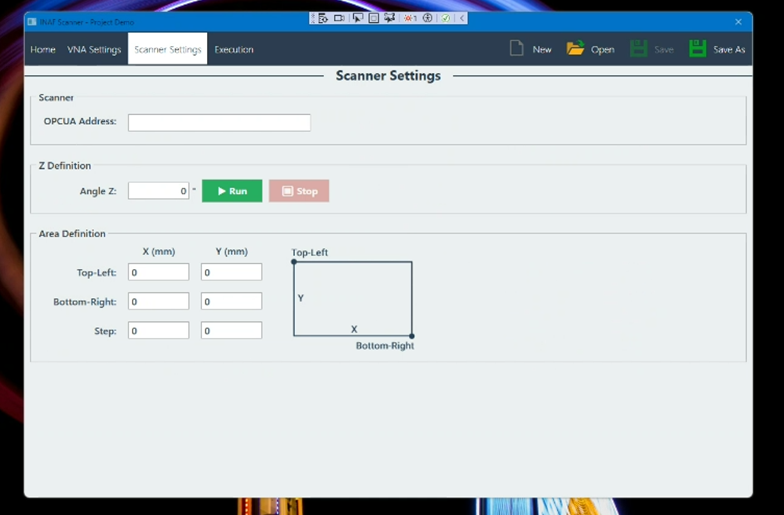 INAF Scanner - Project Demo
Home VNA Settings Scanner Settings Execution New Open Save Save As
Scanner Settings
Scanner
OPCUA Address:
Z Definition
Angle Z: 0 ° Run Stop
Area Definition
X (mm) Y (mm) Top-Left
Top-Left: 0 0
Y
Bottom-Right: 0 0
Step: 0 0 X
Bottom-Right